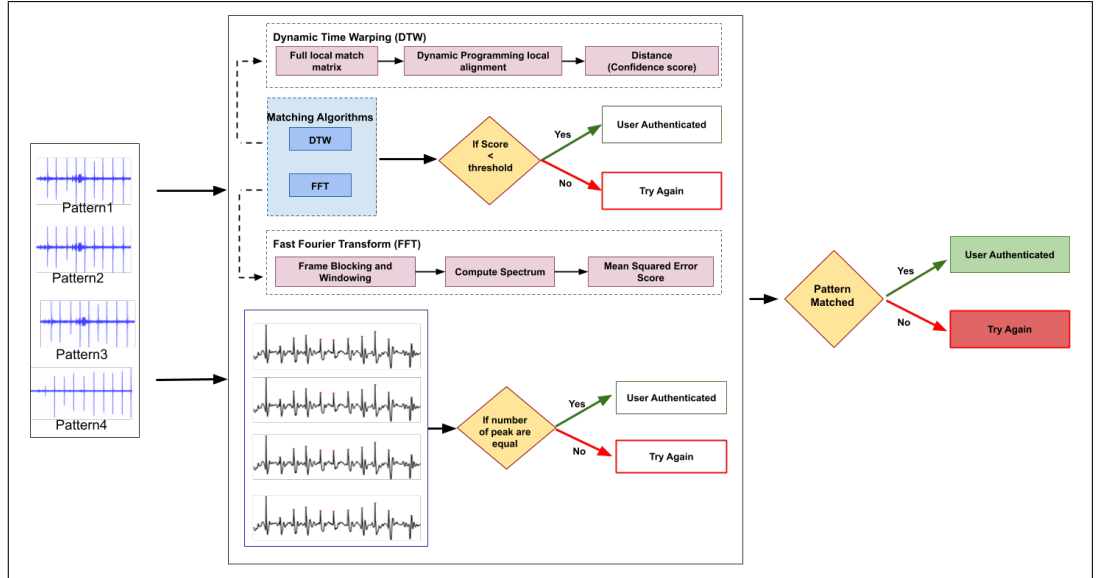 Pattern1
Pattern2
Pattern3
Pattern4
Dynamic Time Warping (DTW)
Full local match
matrix
Dynamic Programming local
alignment
Distance
(Confidence score)
Matching Algorithms
DTW
FFT
If Score
<
threshold
Yes
No
User Authenticated
Try Again
Fast Fourier Transform (FFT)
Frame Blocking and
Windowing
Compute Spectrum
Mean Squared Error
Score
If number
of peak are
equal
Yes
No
User Authenticated
Try Again
Pattern
Matched
Yes
No
User Authenticated
Try Again